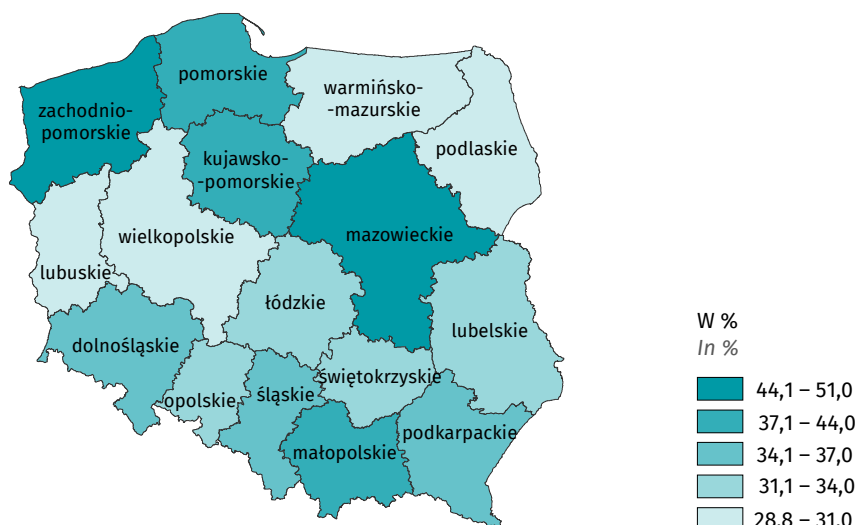 pomorskie
warmińsko-
-mazurskie
zachodnio-
pomorskie
podlaskie
kujawsko-
-pomorskie
wielkopolskie
mazowieckie
lubuskie
łódzkie
lubelskie
dolnośląskie
świętokrzyskie
opolskie
śląskie
podkarpackie
małopolskie
W %
In %
44,1 – 51,0
37,1 – 44,0
34,1 – 37,0
31,1 – 34,0
28,8 – 31,0